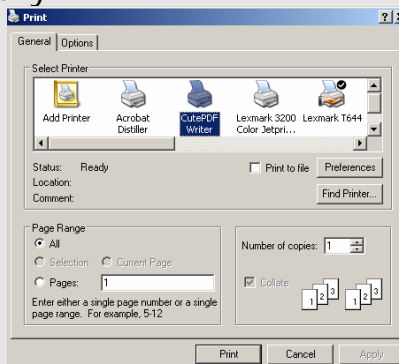 Print
General Options
Select Printer
Add Printer
Acrobat Distiller
CutePDF Writer
Lexmark 3200 Color Jetpri...
Lexmark T644
Status: Ready
Location:
Comment:
Print to file
Preferences
Find Printer...
Page Range
All
Selection Current Page
Pages: 1
Enter either a single page number or a single
page range. For example, 5-12
Number of copies: 1
Collate
1 2 3 1 2 3
Print Cancel Apply